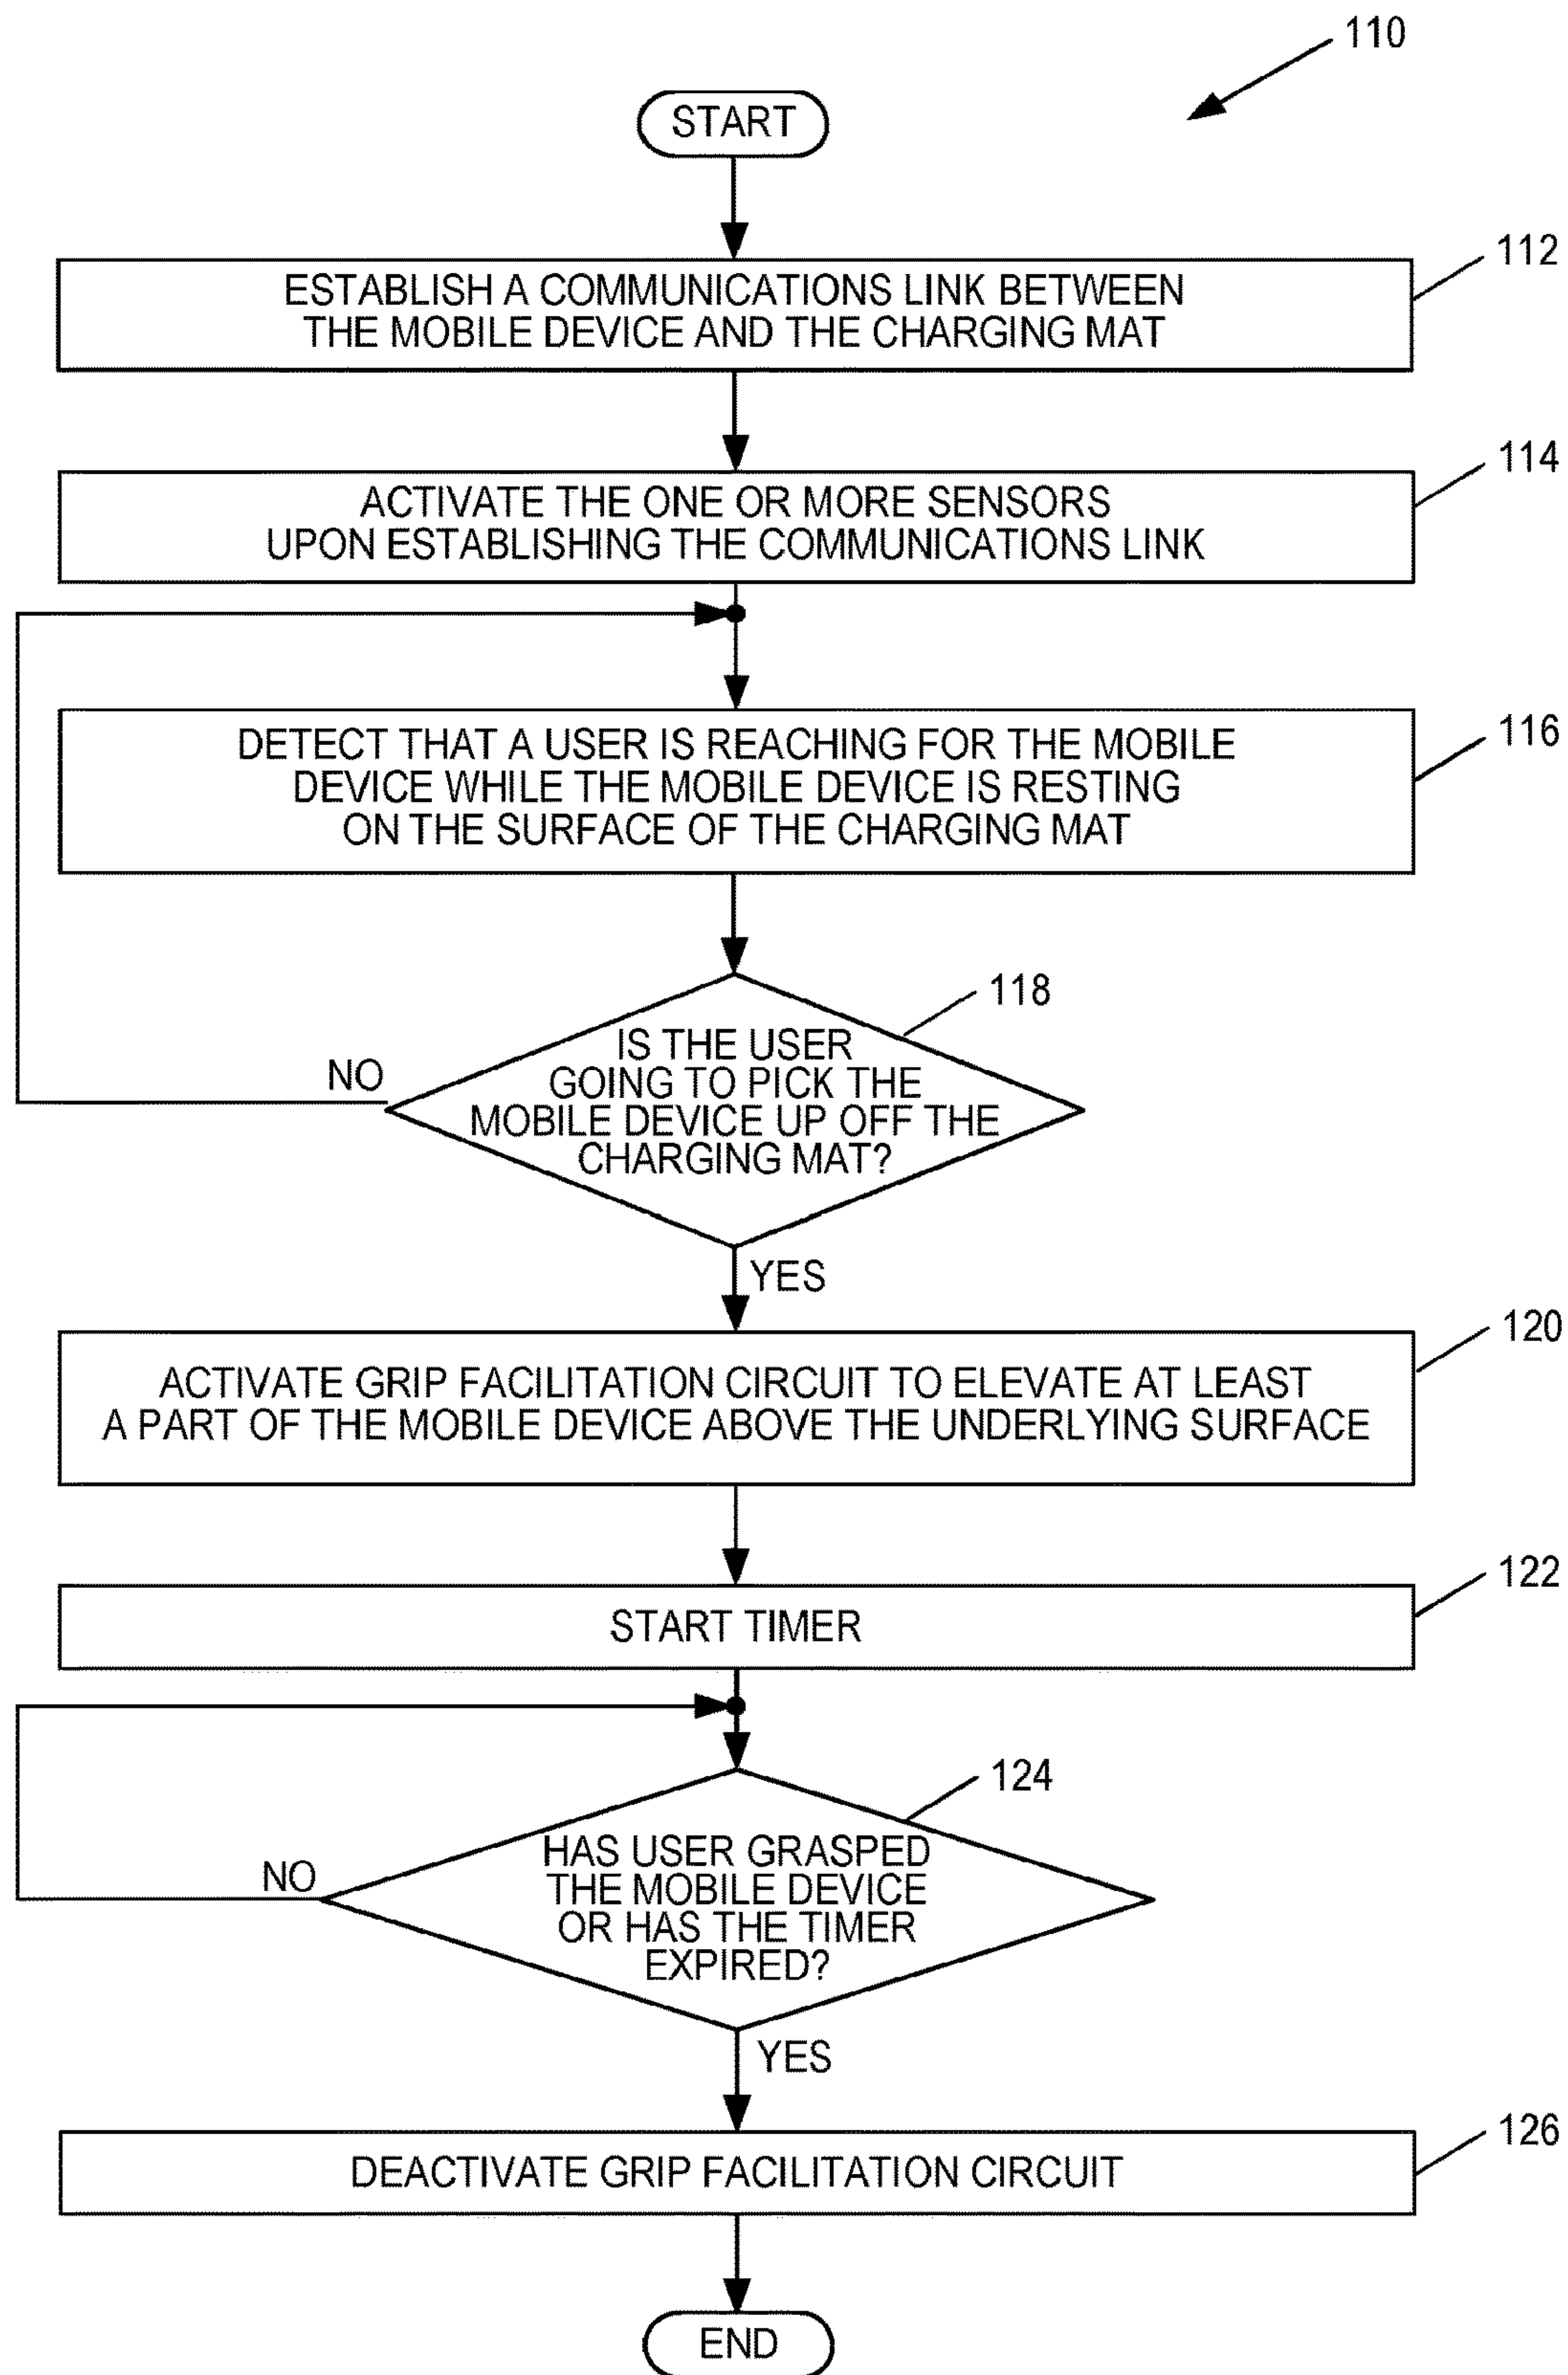 110
START
112
ESTABLISH A COMMUNICATIONS LINK BETWEEN
THE MOBILE DEVICE AND THE CHARGING MAT
114
ACTIVATE THE ONE OR MORE SENSORS
UPON ESTABLISHING THE COMMUNICATIONS LINK
116
DETECT THAT A USER IS REACHING FOR THE MOBILE
DEVICE WHILE THE MOBILE DEVICE IS RESTING
ON THE SURFACE OF THE CHARGING MAT
118
IS THE USER
GOING TO PICK THE
MOBILE DEVICE UP OFF THE
CHARGING MAT?
NO
YES
120
ACTIVATE GRIP FACILITATION CIRCUIT TO ELEVATE AT LEAST
A PART OF THE MOBILE DEVICE ABOVE THE UNDERLYING SURFACE
122
START TIMER
124
HAS USER GRASPED
THE MOBILE DEVICE
OR HAS THE TIMER
EXPIRED?
NO
YES
126
DEACTIVATE GRIP FACILITATION CIRCUIT
END